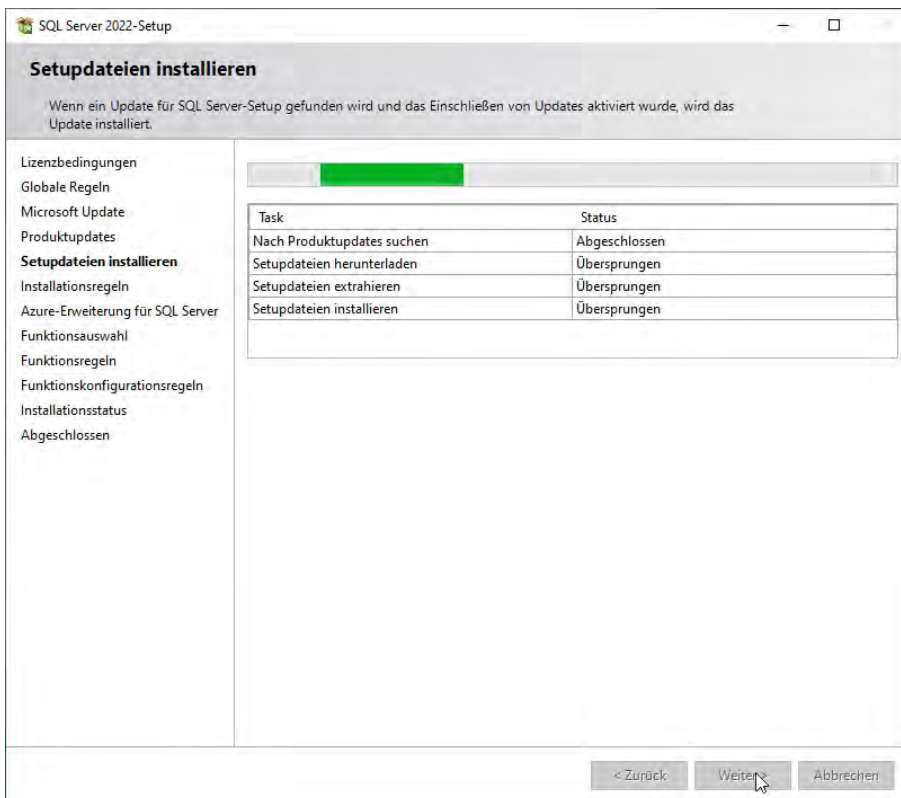 SQL Server 2022-Setup
Setupdateien installieren
Wenn ein Update für SQL Server-Setup gefunden wird und das Einschließen von Updates aktiviert wurde, wird das
Update installiert.
Lizenzbedingungen
Globale Regeln
Microsoft Update
Produktupdates
Setupdateien installieren
Installationsregeln
Azure-Erweiterung für SQL Server
Funktionsauswahl
Funktionsregeln
Funktionskonfigurationsregeln
Installationsstatus
Abgeschlossen
Task Status
Nach Produktupdates suchen Abgeschlossen
Setupdateien herunterladen Übersprungen
Setupdateien extrahieren Übersprungen
Setupdateien installieren Übersprungen
< Zurück Weiter > Abbrechen